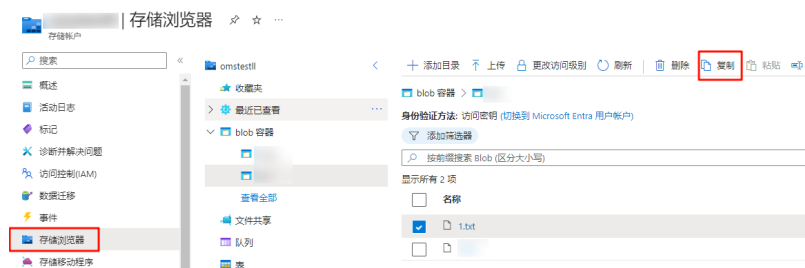 | 存储浏览器
存储帐户
搜索
概述
活动日志
标记
诊断并解决问题
访问控制(IAM)
数据迁移
事件
存储浏览器
存储移动程序
omstestll
收藏夹
最近已查看
blob 容器
查看全部
文件共享
队列
表
添加目录 上传 更改访问级别 刷新 | 删除 复制 粘贴
blob 容器 >
身份验证方法: 访问密钥 (切换到 Microsoft Entra 用户帐户)
添加筛选器
按前缀搜索 Blob (区分大小写)
显示所有 2 项
名称
1.txt